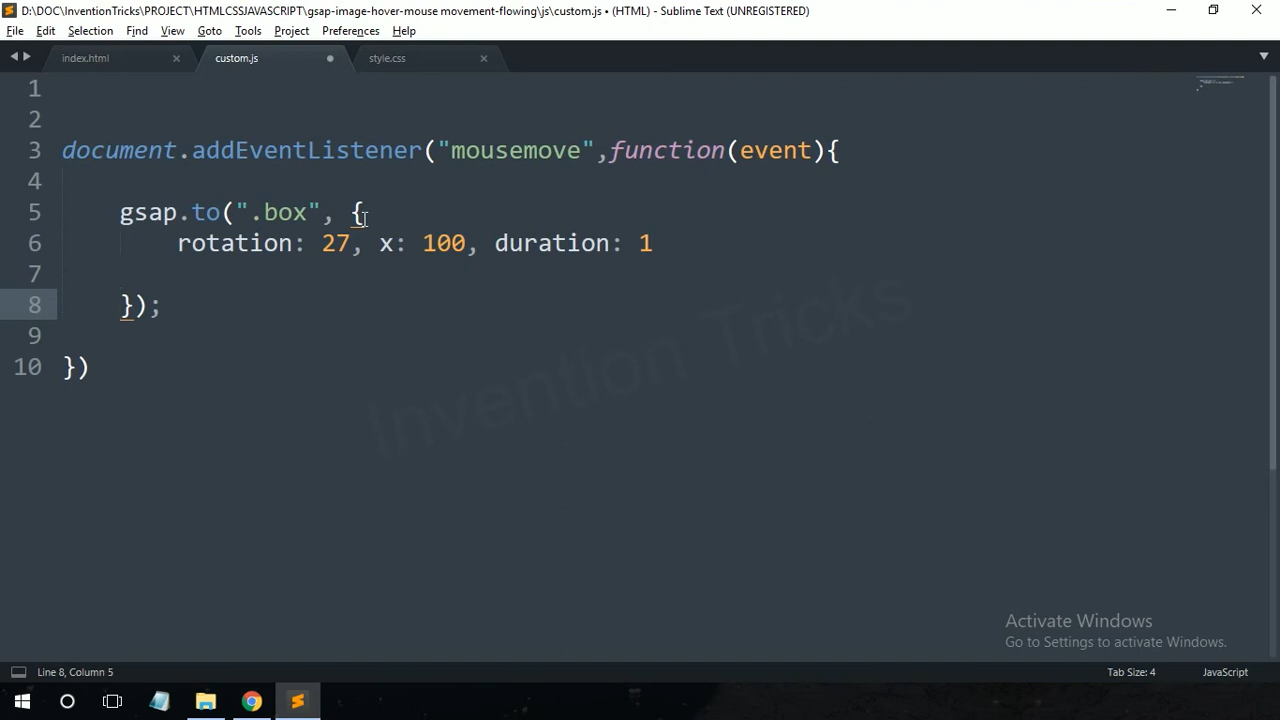 D:\DOC\InventionTricks\PROJECT\HTMLCSSJAVASCRIPT\gsap-image-hover-mouse movement-flowing\js\custom.js • (HTML) - Sublime Text (UNREGISTERED)
File Edit Selection Find View Goto Tools Project Preferences Help
index.html custom.js style.css
1
2
3 document.addEventListener("mousemove",function(event){
4
5 gsap.to(".box", {
6 rotation: 27, x: 100, duration: 1
7
8 });
9
10 })
Invention Tricks
Activate Windows
Go to Settings to activate Windows.
Line 8, Column 5 Tab Size: 4 JavaScript